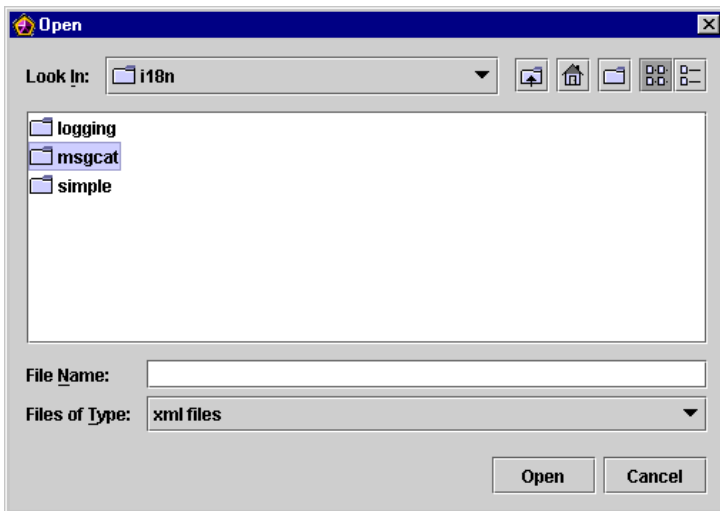 Open
Look In: i18n
logging
msgcat
simple
File Name:
Files of Type: xml files
Open Cancel